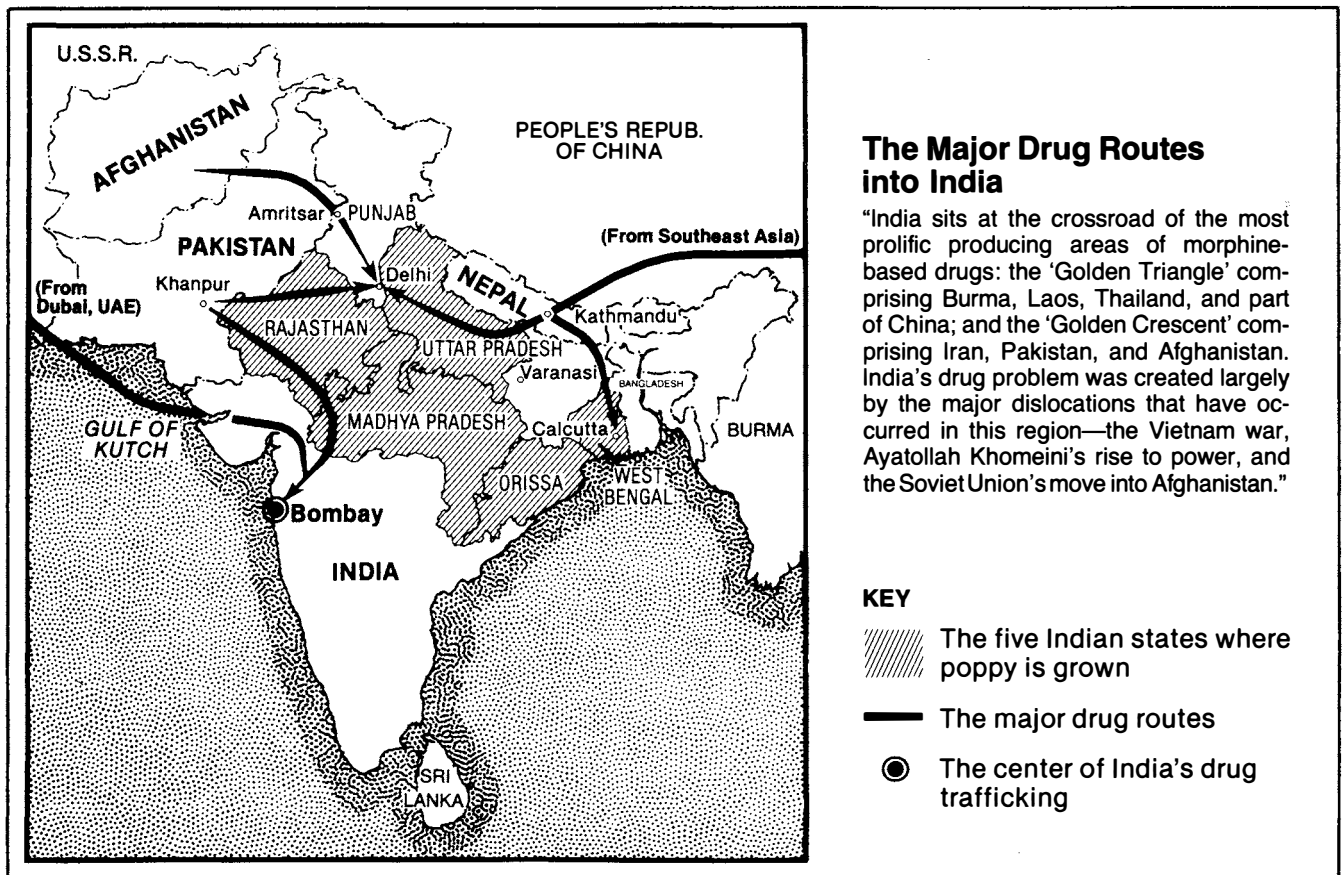 U.S.S.R.
AFGHANISTAN
PEOPLE'S REPUB.
OF CHINA
Amritsar
PUNJAB
PAKISTAN
(From Southeast Asia)
Delhi
NEPAL
Khanpur
(From
Dubai, UAE)
Kathmandu
RAJASTHAN
UTTAR PRADESH
Varanasi
BANGLADESH
MADHYA PRADESH
GULF OF
KUTCH
Calcutta
BURMA
ORISSA
WEST
BENGAL
Bombay
INDIA
SRI
LANKA
The Major Drug Routes
into India
“India sits at the crossroad of the most
prolific producing areas of morphine-
based drugs: the ‘Golden Triangle’ com-
prising Burma, Laos, Thailand, and part
of China; and the ‘Golden Crescent’ com-
prising Iran, Pakistan, and Afghanistan.
India’s drug problem was created largely
by the major dislocations that have oc-
curred in this region—the Vietnam war,
Ayatollah Khomeini’s rise to power, and
the Soviet Union’s move into Afghanistan.”
KEY
The five Indian states where
poppy is grown
The major drug routes
The center of India’s drug
trafficking